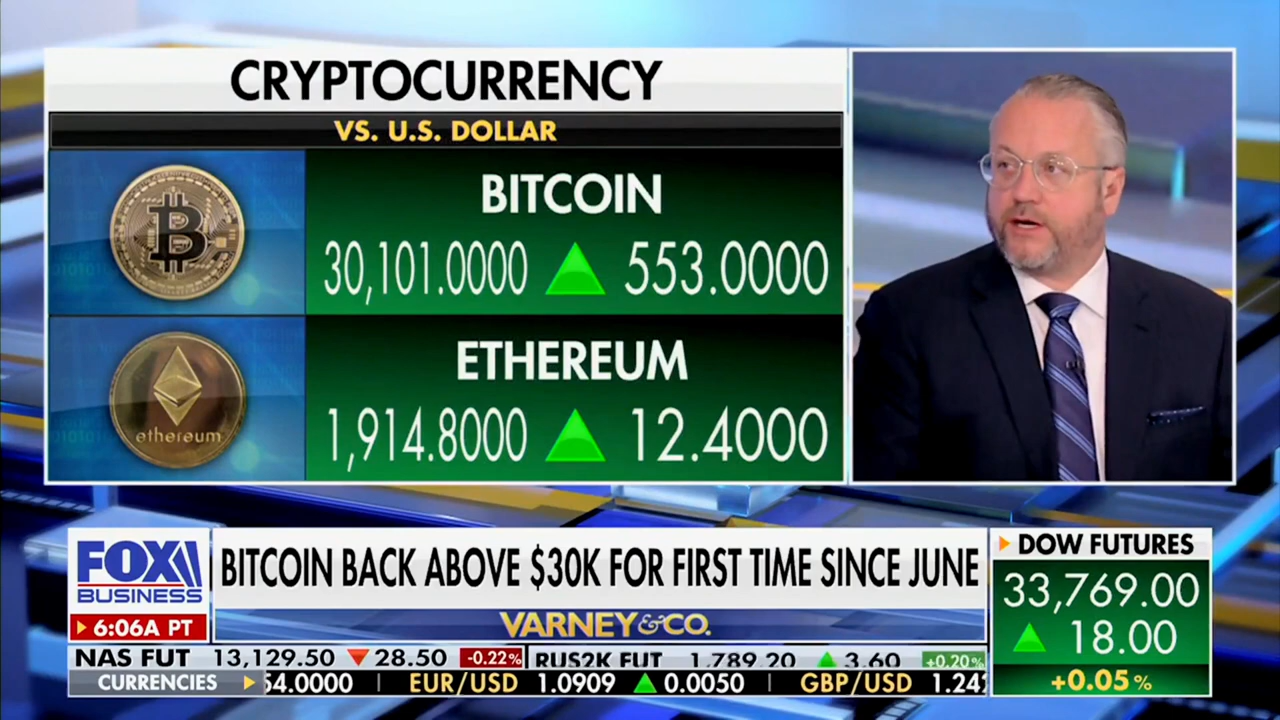 CRYPTOCURRENCY
VS. U.S. DOLLAR
BITCOIN
30,101.0000 ▲ 553.0000
ethereum
ETHEREUM
1,914.8000 ▲ 12.4000
FOX
BUSINESS
6:06A PT
BITCOIN BACK ABOVE $30K FOR FIRST TIME SINCE JUNE
VARNEY & CO.
DOW FUTURES
33,769.00
▲ 18.00
+0.05%
NAS FUT 13,129.50 ▼ 28.50 -0.22% RUS2K FUT 1,789.20 ▲ 3.60 +0.20%
CURRENCIES 54.0000 | EUR/USD 1.0909 ▲ 0.0050 | GBP/USD